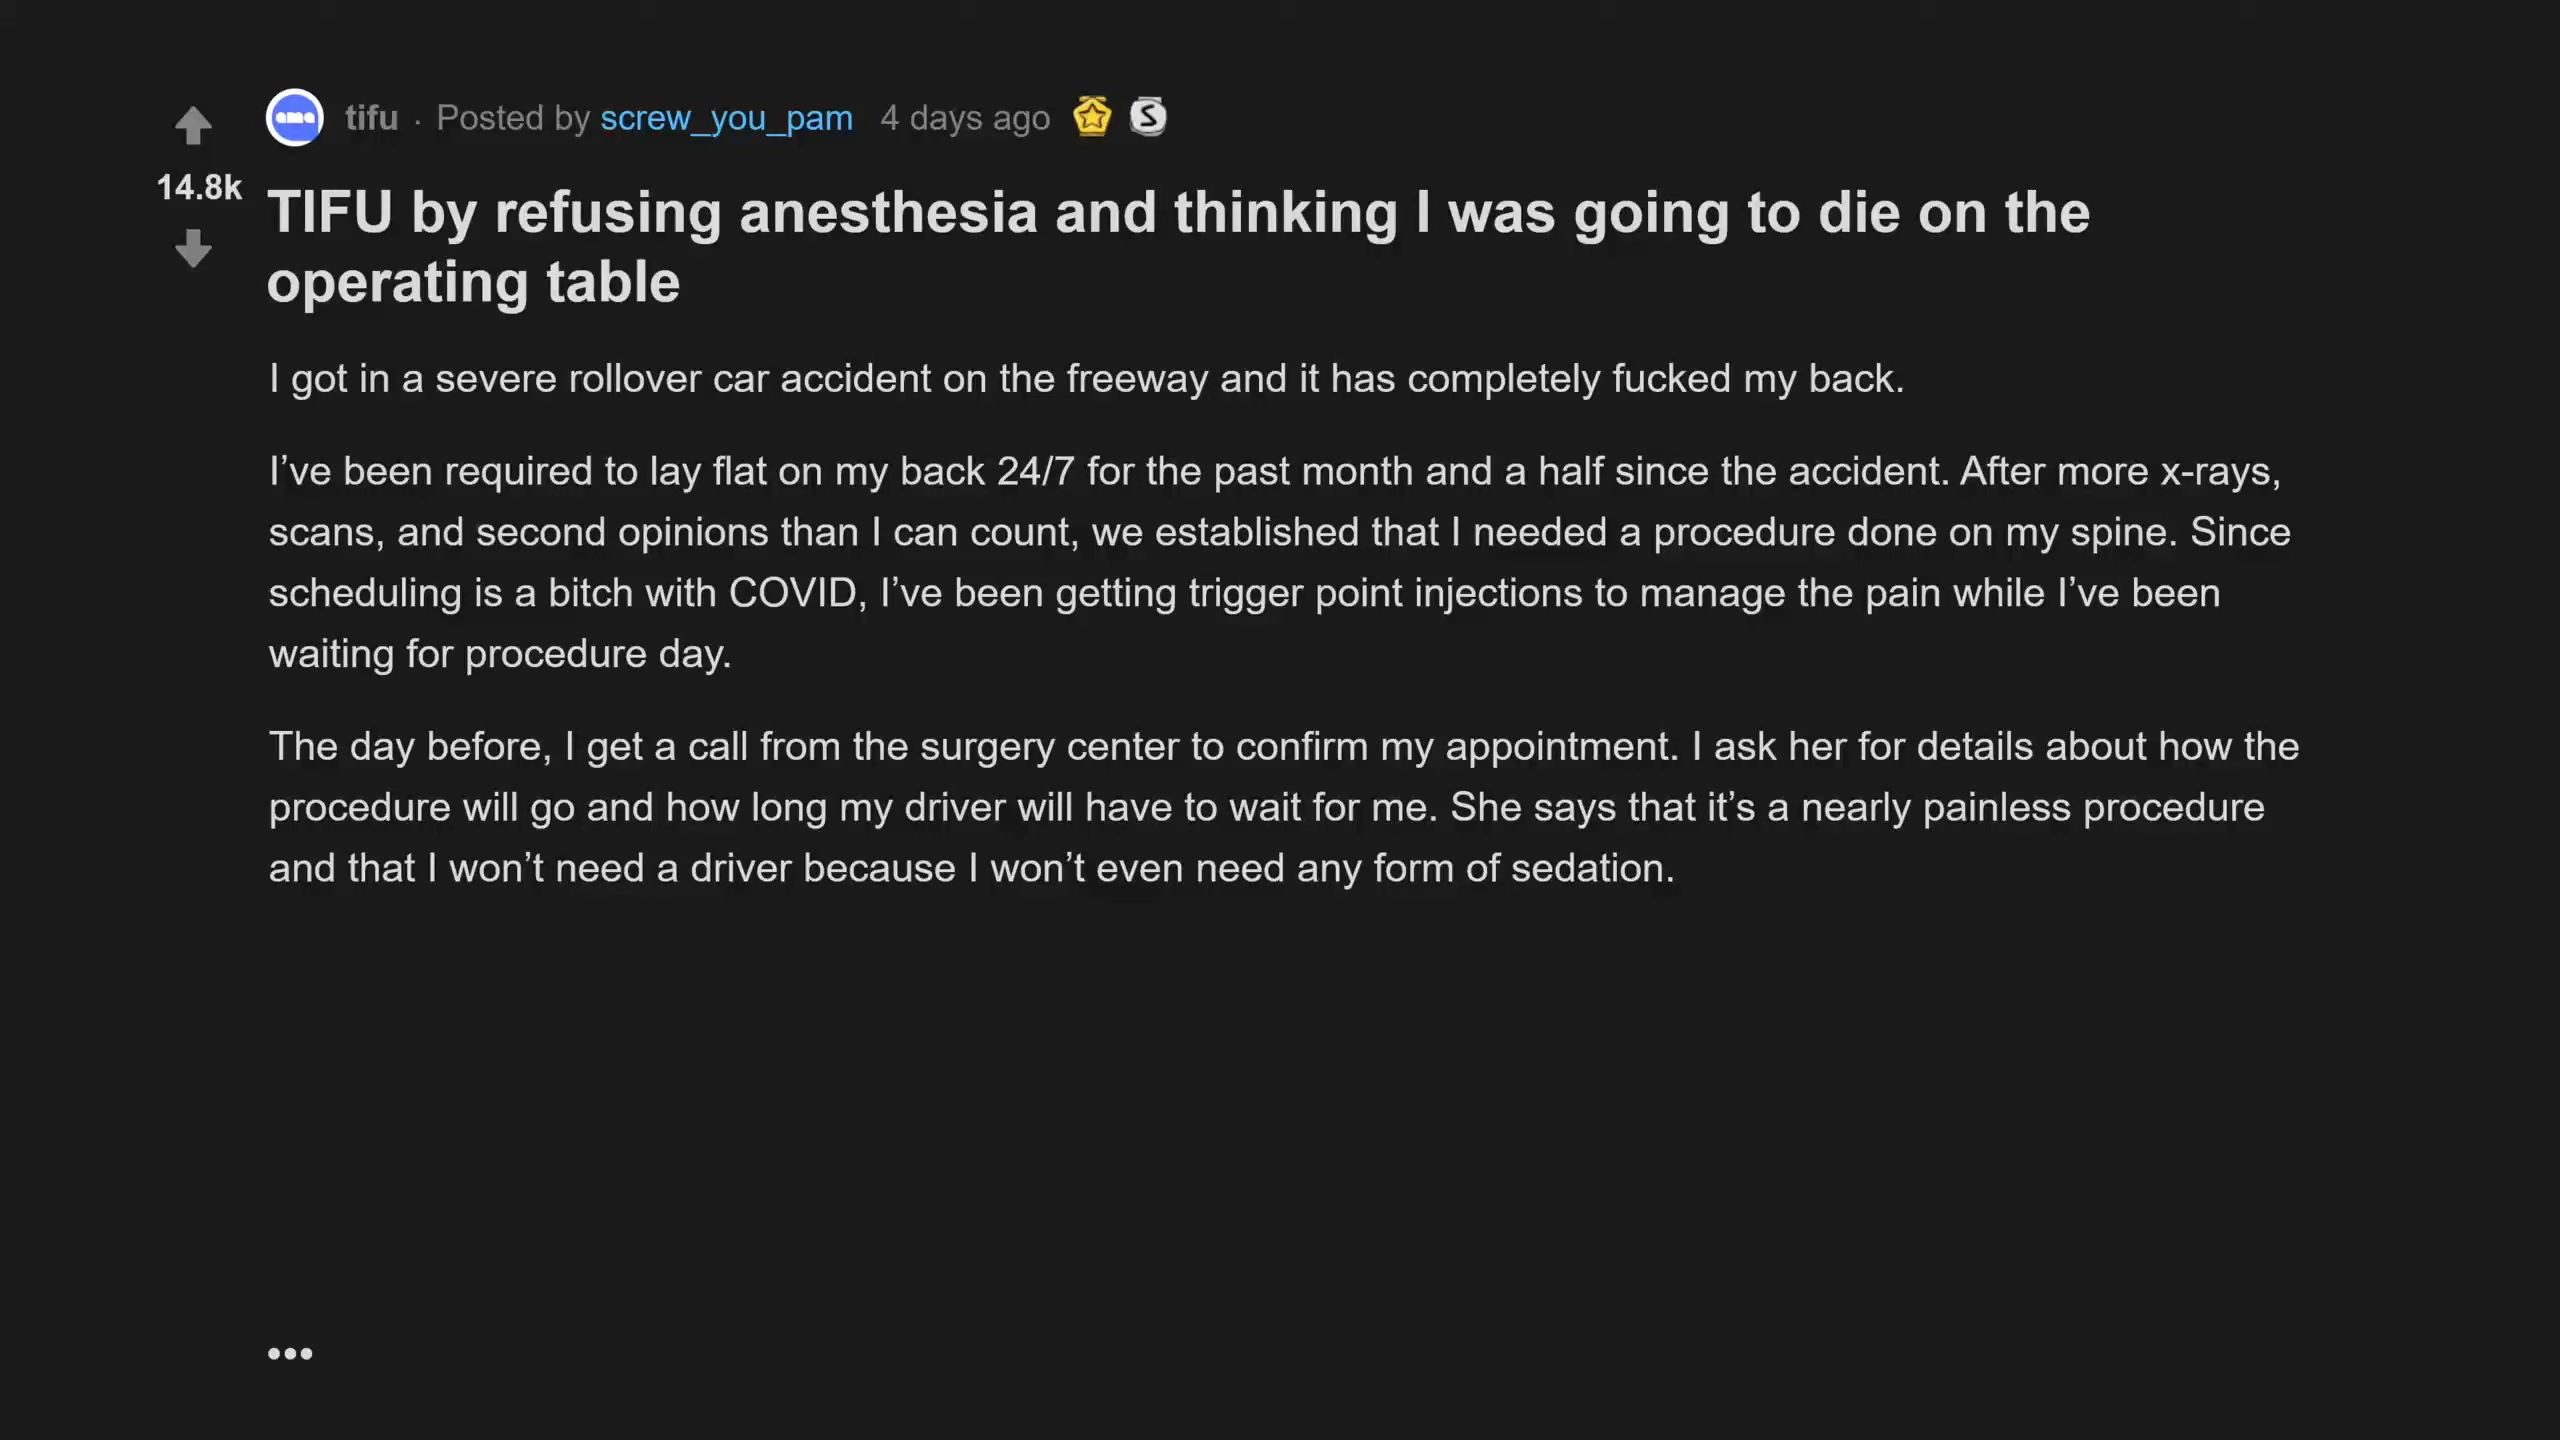 ama tifu · Posted by screw_you_pam 4 days ago S
14.8k
TIFU by refusing anesthesia and thinking I was going to die on the
operating table
I got in a severe rollover car accident on the freeway and it has completely fucked my back.
I’ve been required to lay flat on my back 24/7 for the past month and a half since the accident. After more x-rays,
scans, and second opinions than I can count, we established that I needed a procedure done on my spine. Since
scheduling is a bitch with COVID, I’ve been getting trigger point injections to manage the pain while I’ve been
waiting for procedure day.
The day before, I get a call from the surgery center to confirm my appointment. I ask her for details about how the
procedure will go and how long my driver will have to wait for me. She says that it’s a nearly painless procedure
and that I won’t need a driver because I won’t even need any form of sedation.
•••